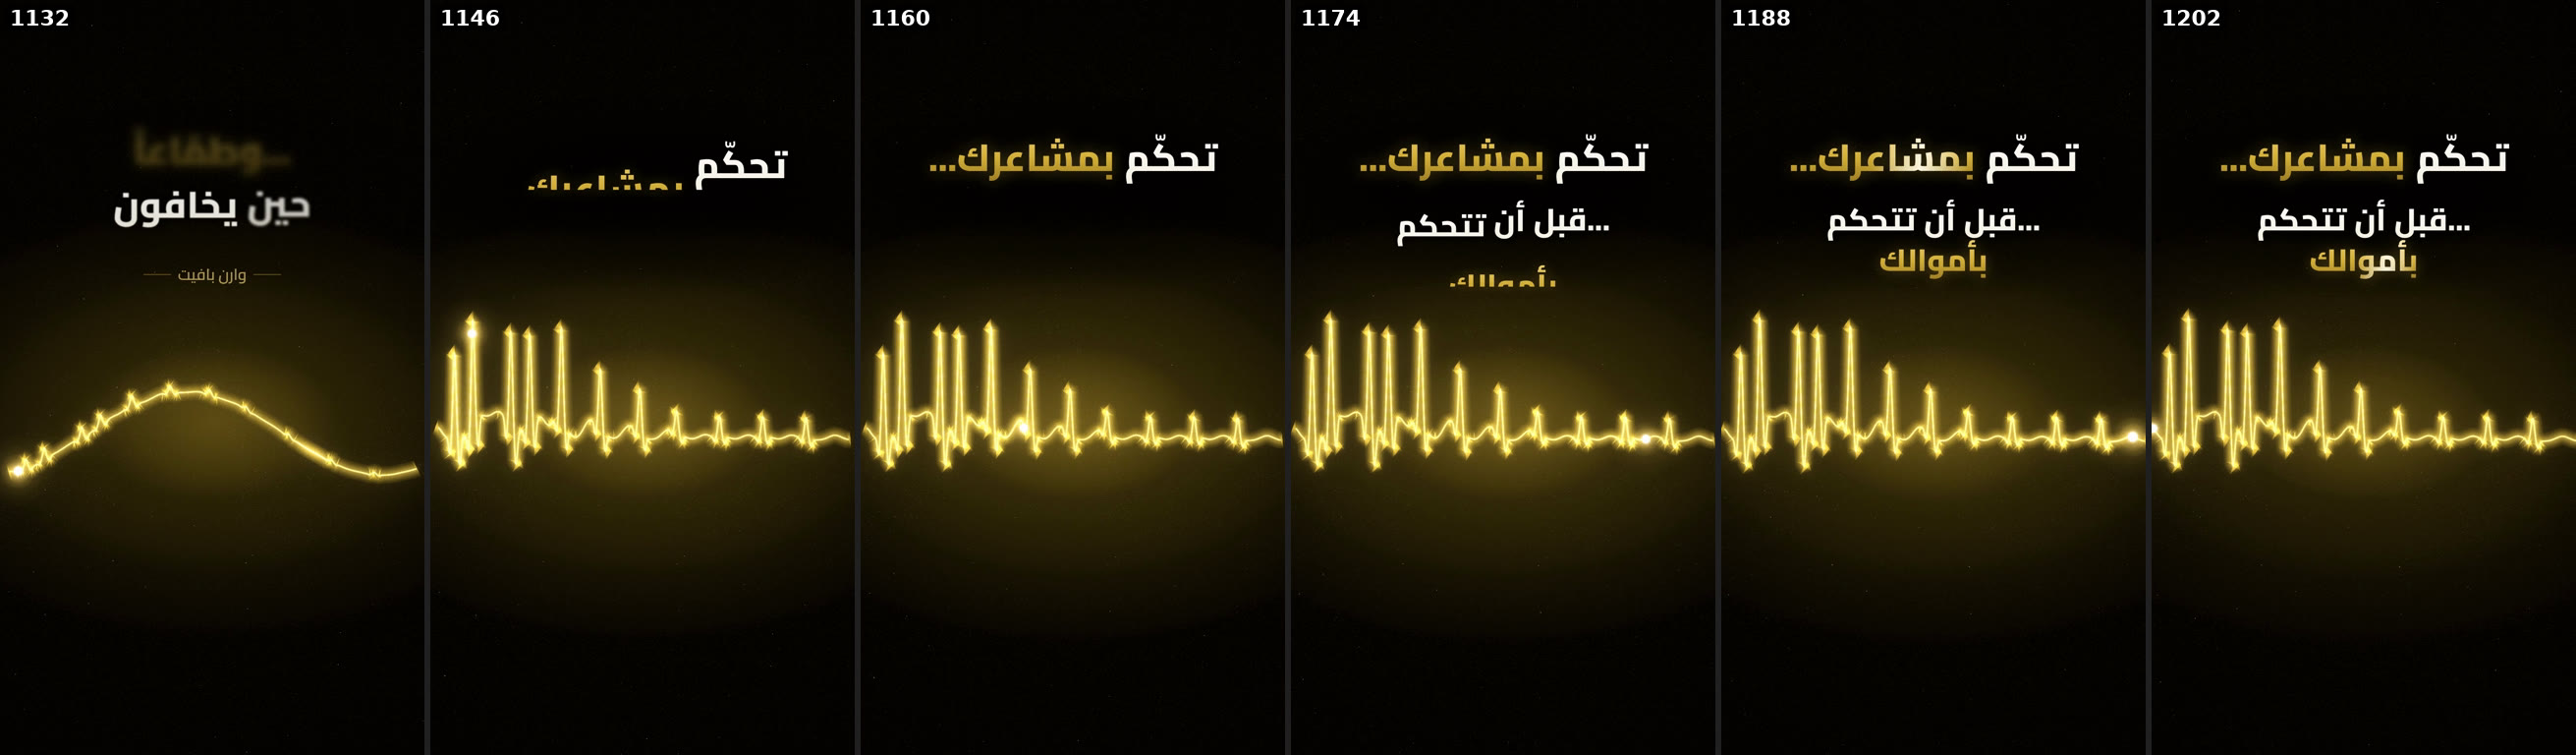 1132
حين يخافون
وارن بافيت
1146
تحكّم
1160
تحكّم بمشاعرك...
1174
تحكّم بمشاعرك...
...قبل أن تتحكم
1188
تحكّم بمشاعرك...
...قبل أن تتحكم
بأموالك
1202
تحكّم بمشاعرك...
...قبل أن تتحكم
بأموالك